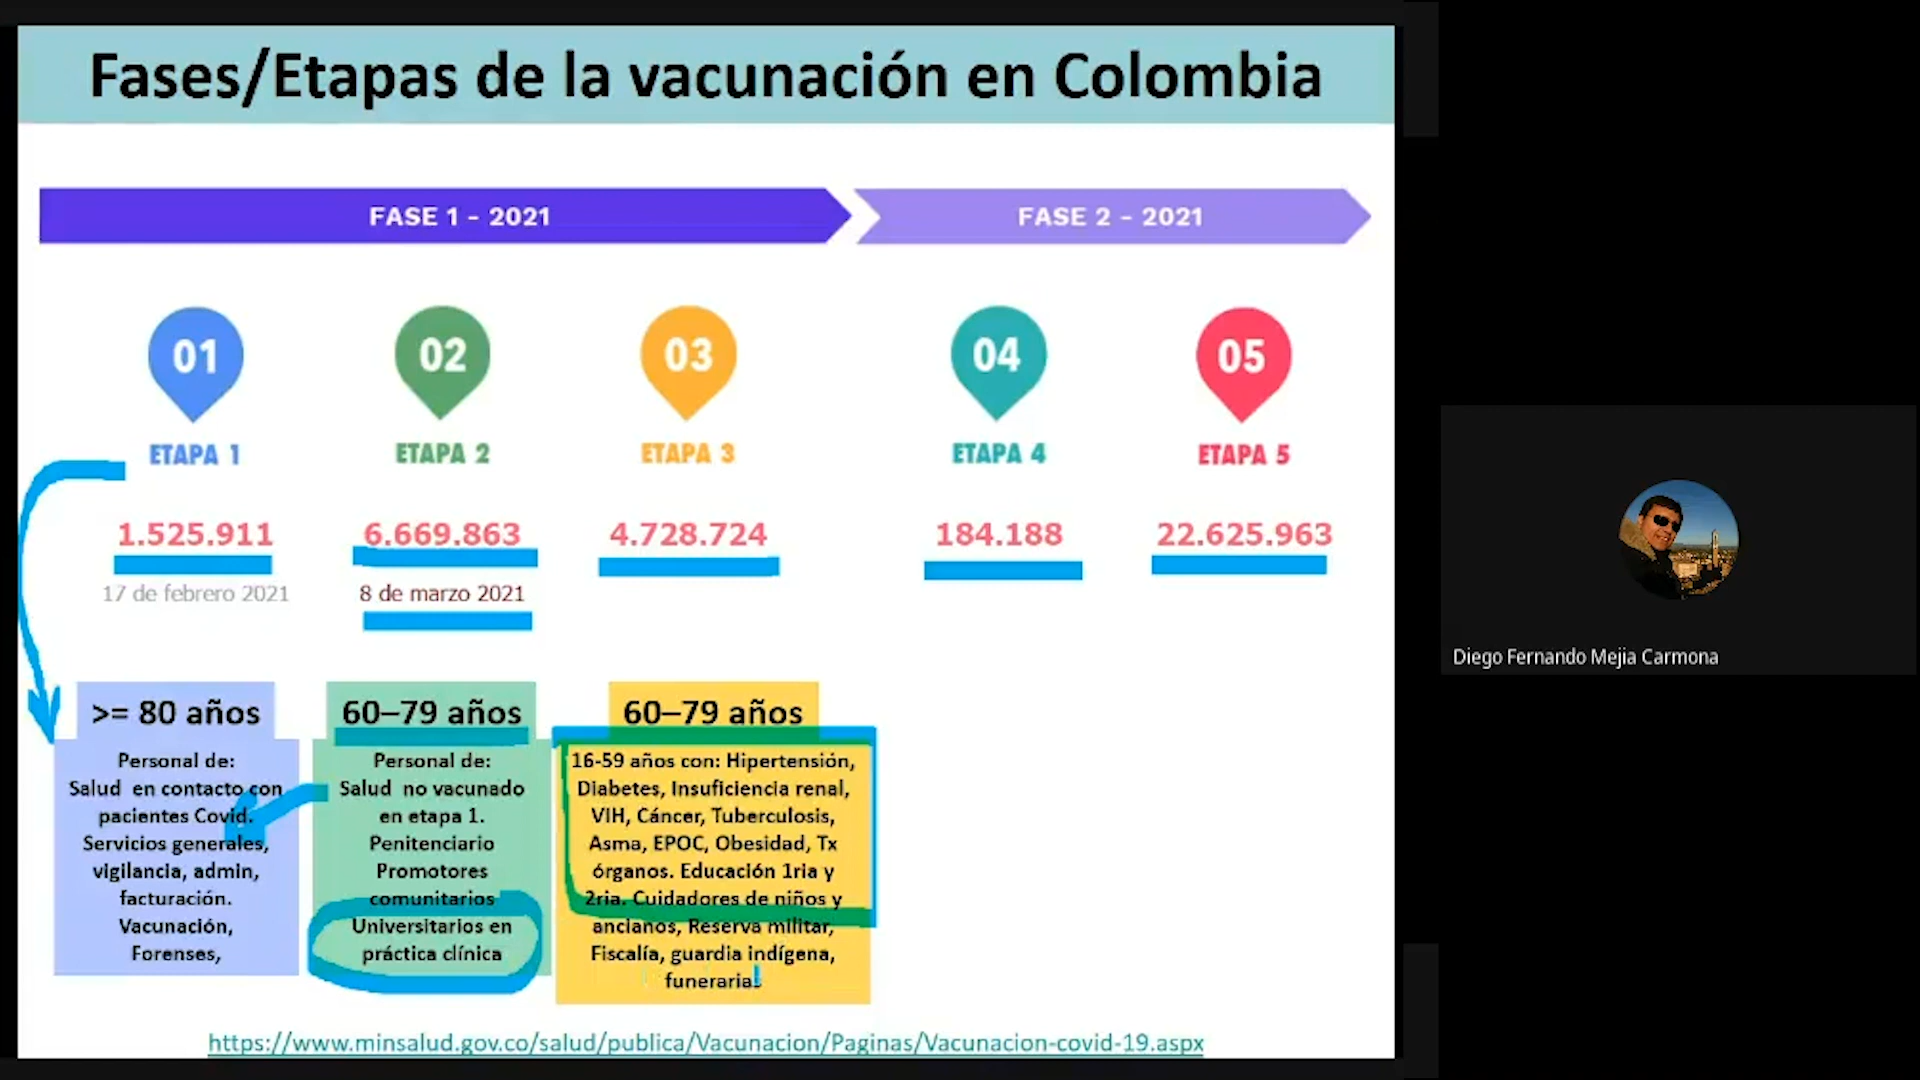 Fases/Etapas de la vacunación en Colombia
FASE 1 - 2021
FASE 2 - 2021
01
02
03
04
05
ETAPA 1
ETAPA 2
ETAPA 3
ETAPA 4
ETAPA 5
1.525.911
6.669.863
4.728.724
184.188
22.625.963
17 de febrero 2021
8 de marzo 2021
>= 80 años
Personal de:
Salud en contacto con
pacientes Covid.
Servicios generales,
vigilancia, admin,
facturación.
Vacunación,
Forenses,
60–79 años
Personal de:
Salud no vacunado
en etapa 1.
Penitenciario
Promotores
comunitarios
Universitarios en
práctica clínica
60–79 años
16-59 años con: Hipertensión,
Diabetes, Insuficiencia renal,
VIH, Cáncer, Tuberculosis,
Asma, EPOC, Obesidad, Tx
órganos. Educación 1ria y
2ria. Cuidadores de niños y
ancianos, Reserva militar,
Fiscalía, guardia indígena,
funerarias
https://www.minsalud.gov.co/salud/publica/Vacunacion/Paginas/Vacunacion-covid-19.aspx
Diego Fernando Mejia Carmona